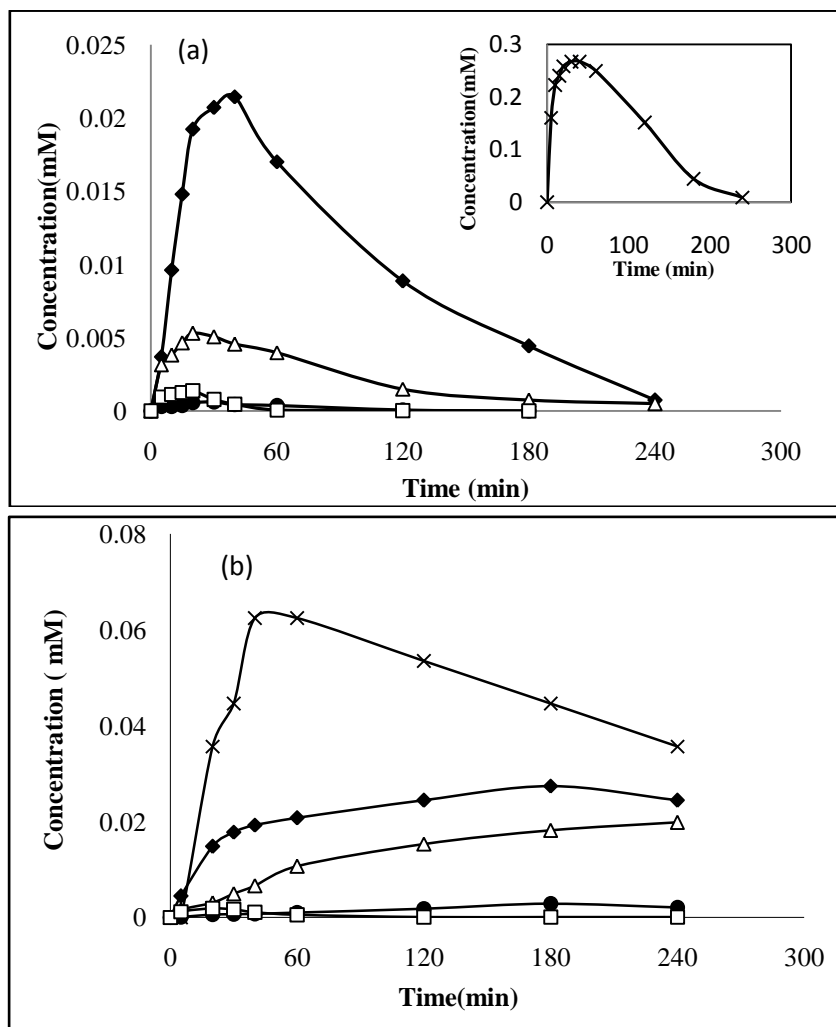 (a)
Concentration(mM)
0.025
0.02
0.015
0.01
0.005
0
0 60 120 180 240 300
Time (min)
Concentration(mM)
0.3
0.2
0.1
0
0 100 200 300
Time (min)
(b)
Concentration ( mM)
0.08
0.06
0.04
0.02
0
0 60 120 180 240 300
Time(min)